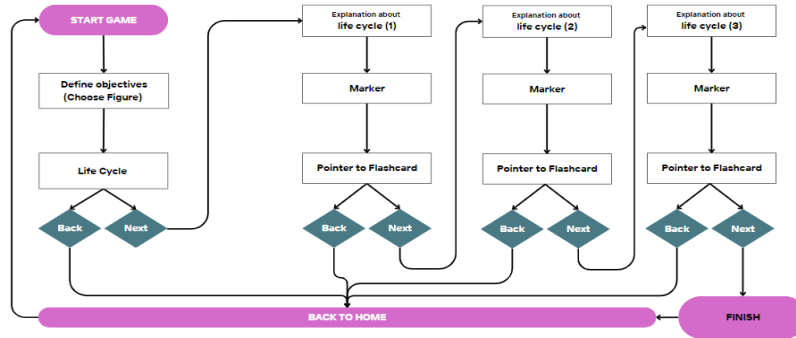 START GAME
Define objectives
(Choose Figure)
Life Cycle
Back
Next
Explanation about
life cycle (1)
Marker
Pointer to Flashcard
Back
Next
Explanation about
life cycle (2)
Marker
Pointer to Flashcard
Back
Next
Explanation about
life cycle (3)
Marker
Pointer to Flashcard
Back
Next
BACK TO HOME
FINISH